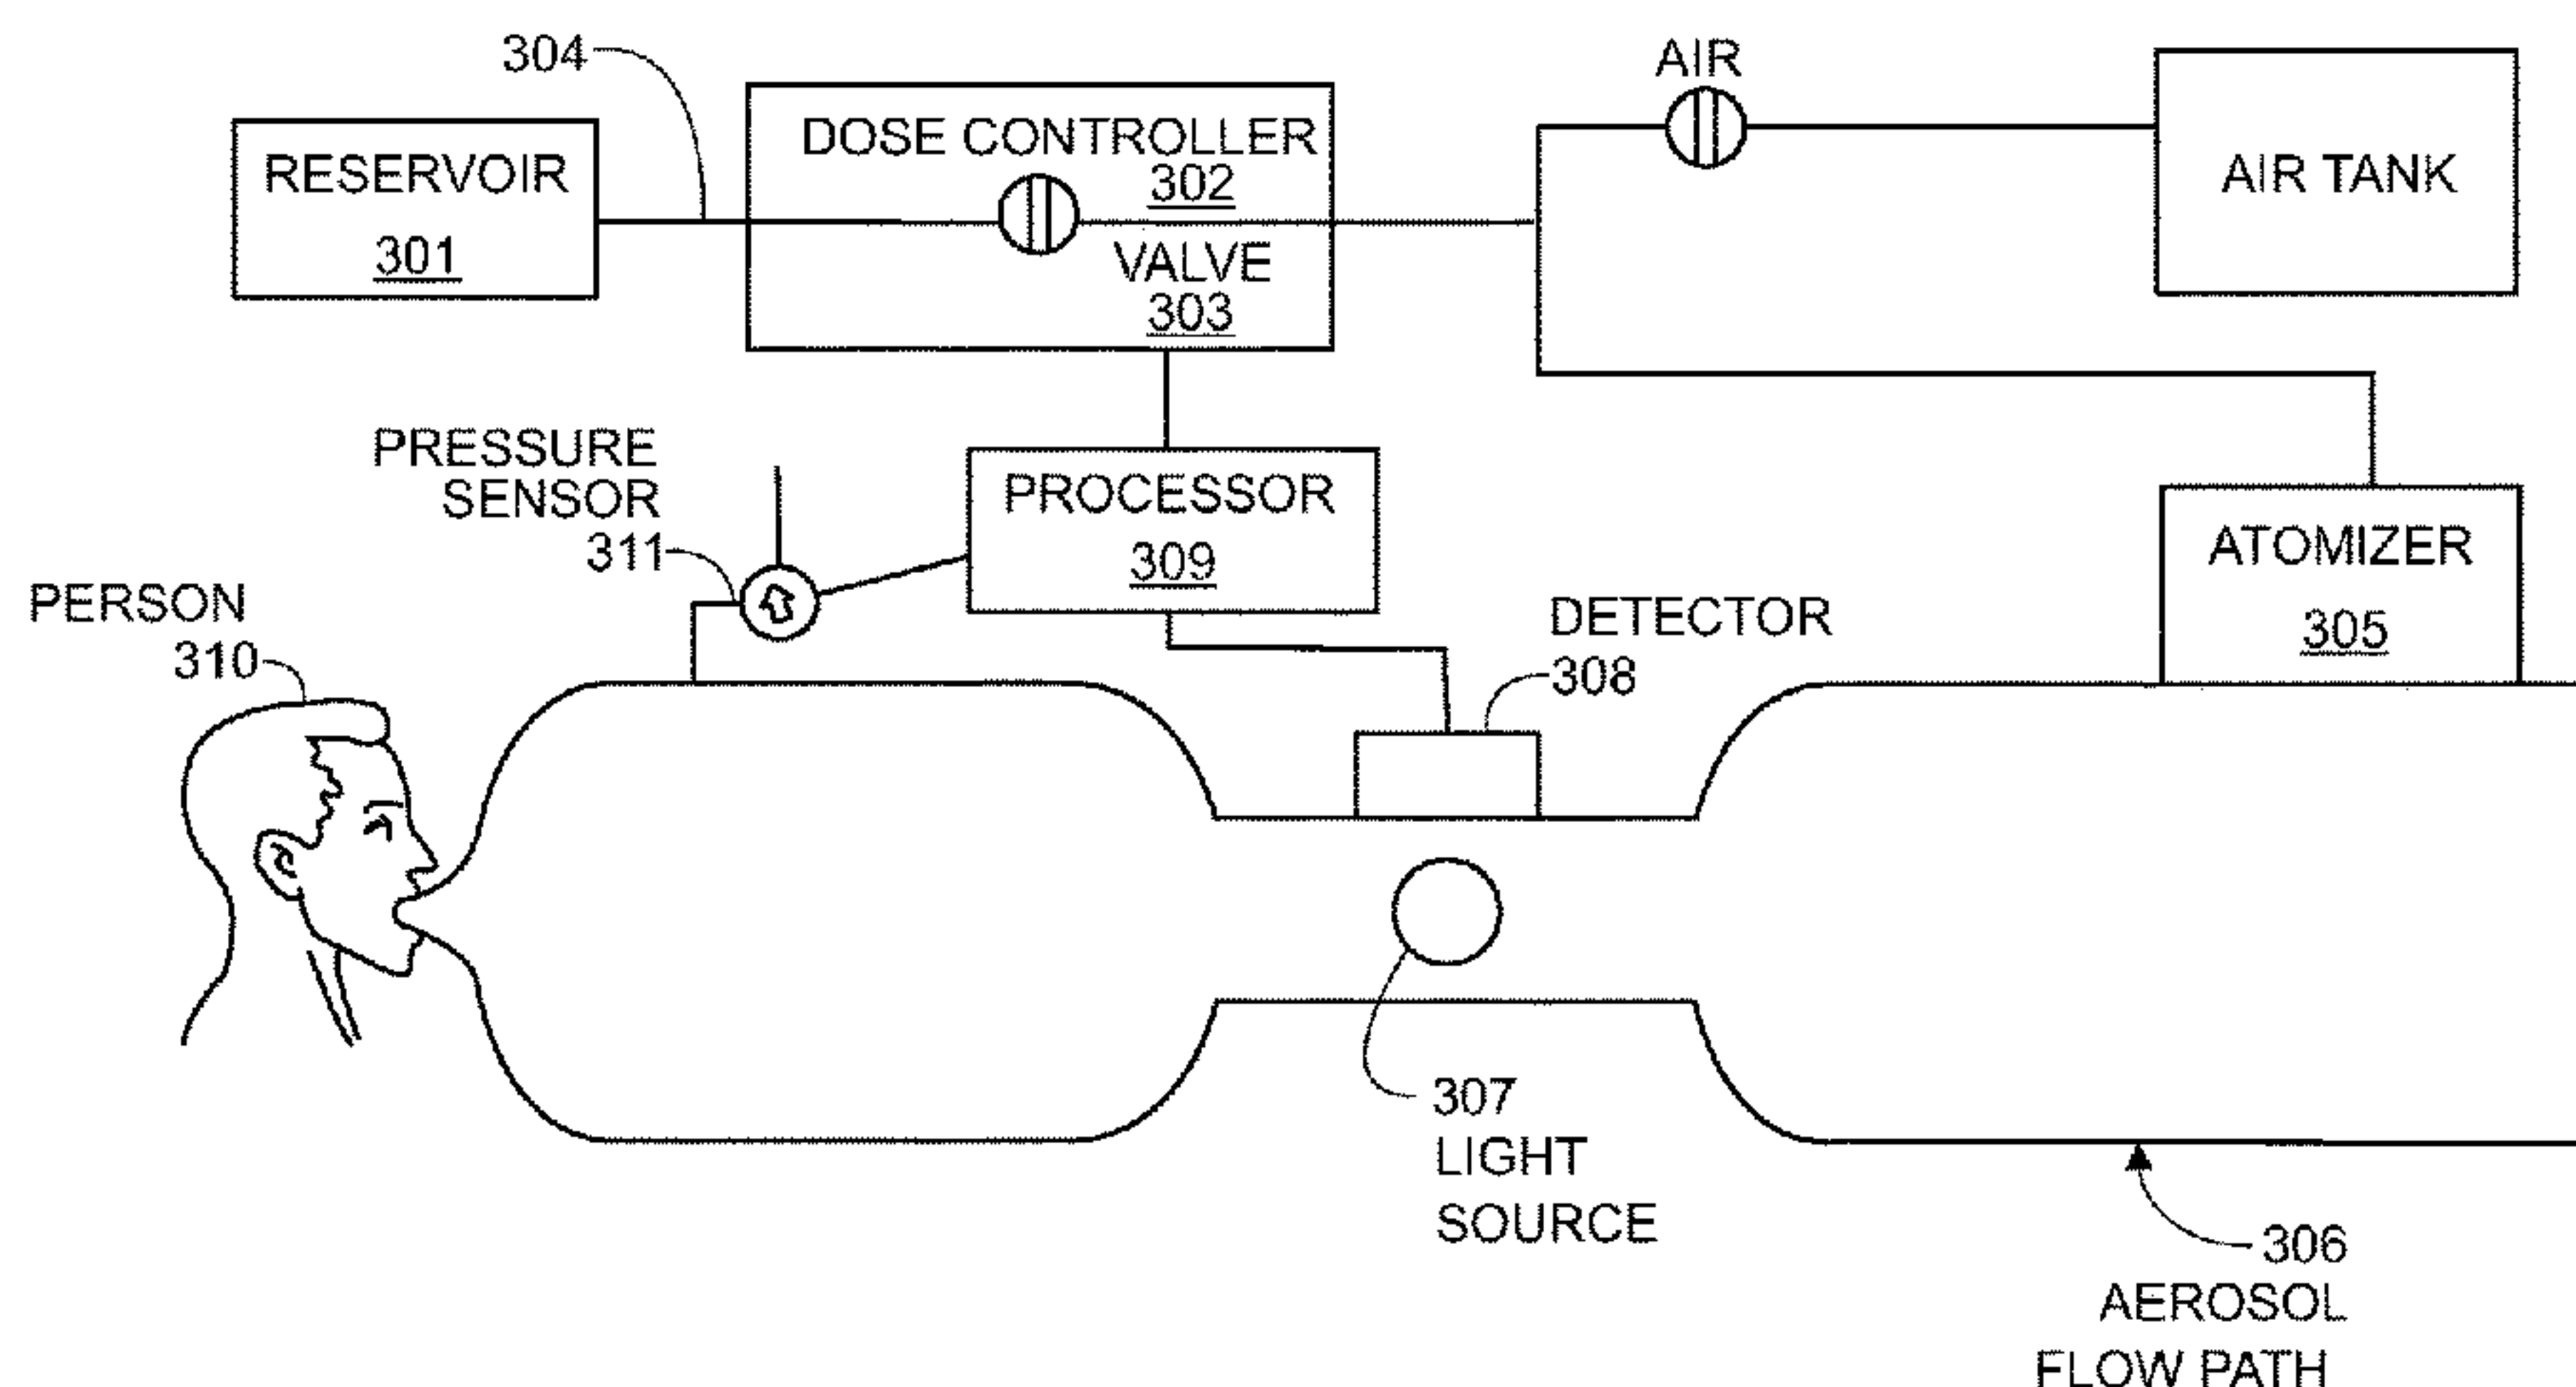 304
AIR
DOSE CONTROLLER
302
VALVE
303
RESERVOIR
301
AIR TANK
PRESSURE
SENSOR
311
PROCESSOR
309
ATOMIZER
305
PERSON
310
DETECTOR
308
307
LIGHT
SOURCE
306
AEROSOL
FLOW PATH